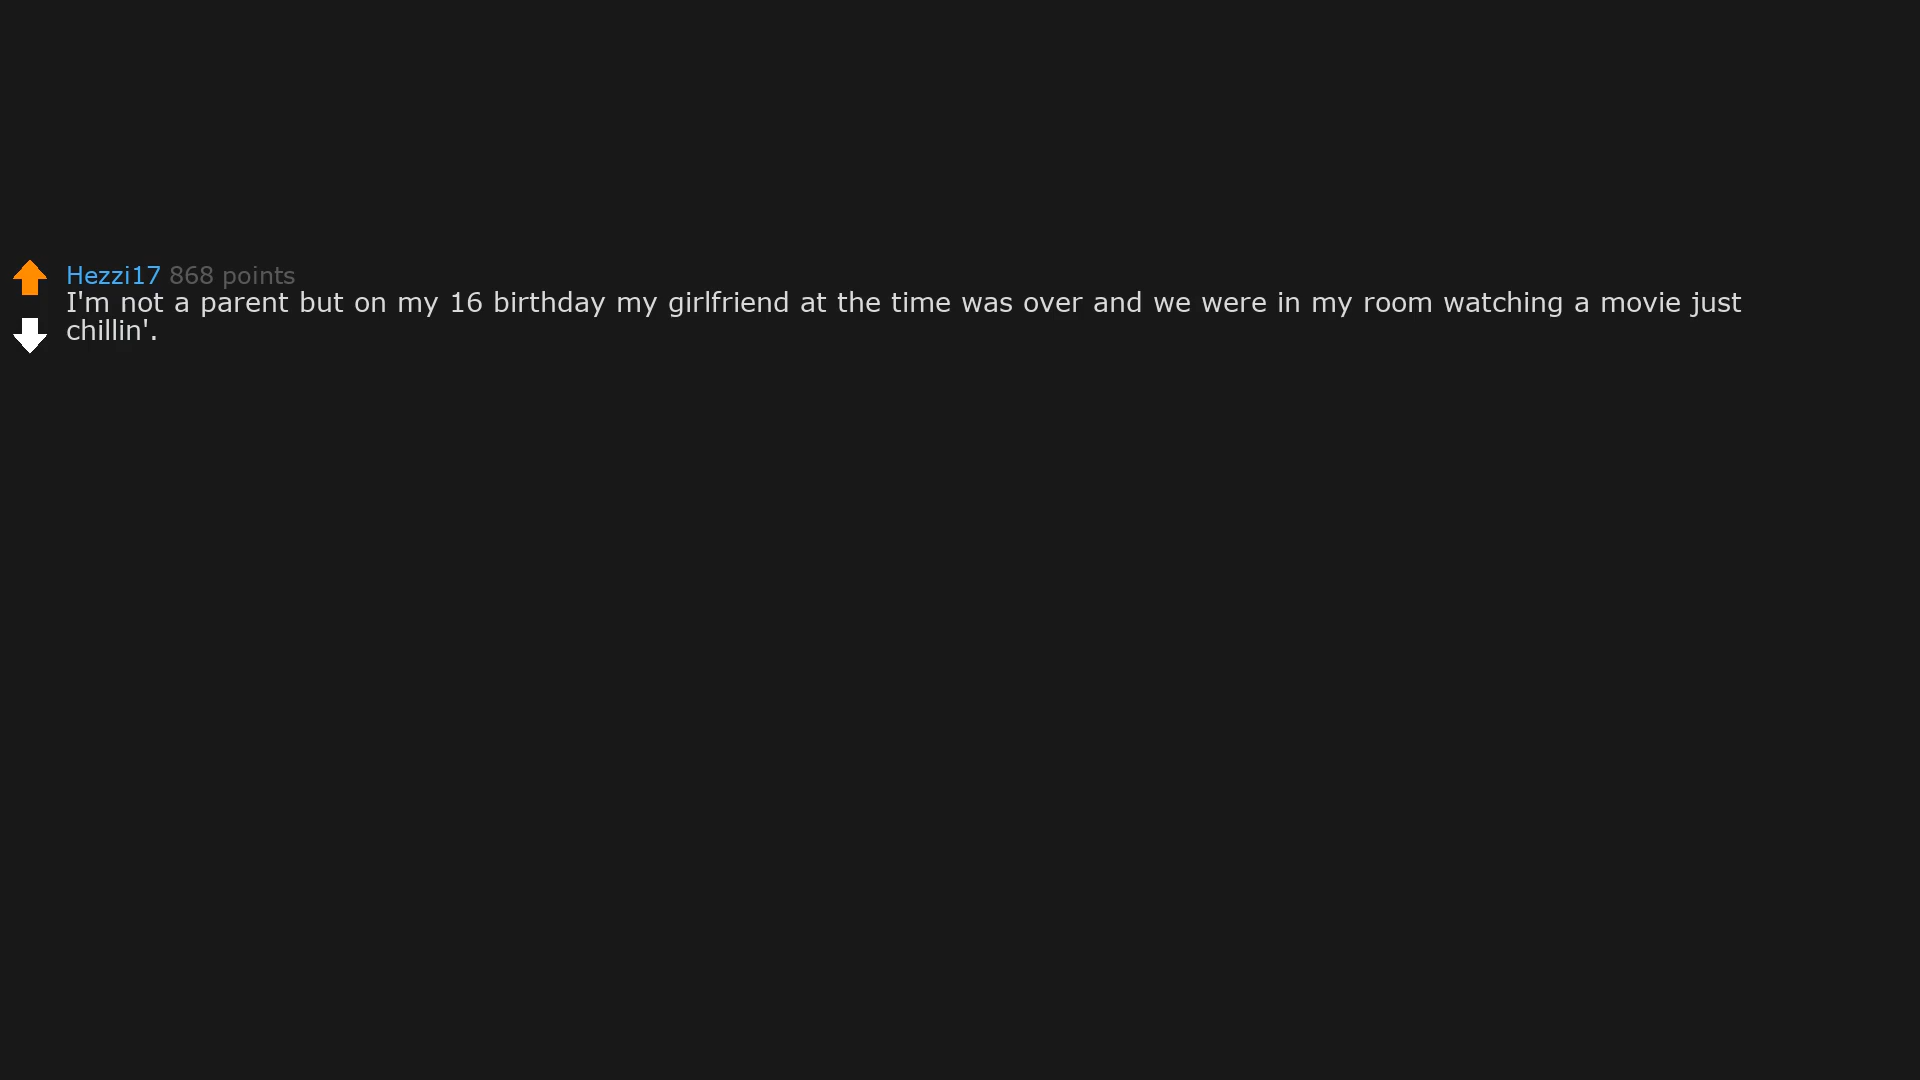 Hezzi17 868 points
I'm not a parent but on my 16 birthday my girlfriend at the time was over and we were in my room watching a movie just
chillin'.